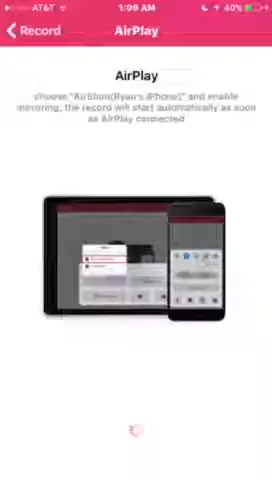 AT&T 1:09 AM 40%
Record AirPlay
AirPlay
choose "AirShou(Ryan's iPhone)" and enable
mirroring, the record will start automatically as soon
as AirPlay connected